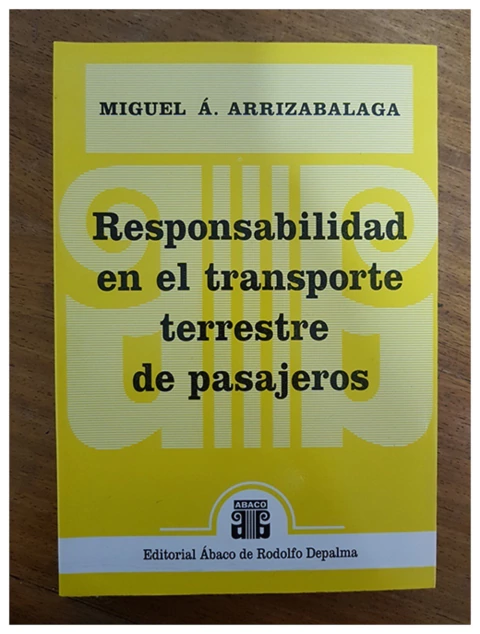 MIGUEL Á. ARRIZABALAGA
Responsabilidad
en el transporte
terrestre
de pasajeros
ABACO
Editorial Ábaco de Rodolfo Depalma